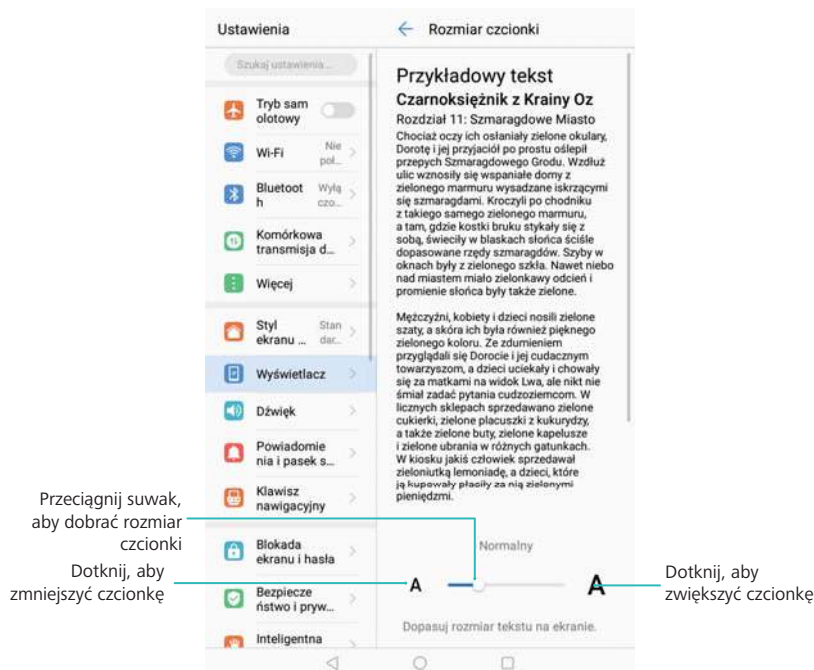 Ustawienia
Szukaj ustawienia...
Tryb sam
olotowy
Wi-Fi
Nie
poł...
Bluetoot
h
Wyłą
czo...
Komórkowa
transmisja d...
Więcej
Styl
ekranu ...
Stan
dar...
Wyświetlacz
Dźwięk
Powiadomie
nia i pasek s...
Klawisz
nawigacyjny
Blokada
ekranu i hasła
Bezpiecze
ństwo i pryw...
Inteligentna
Rozmiar czcionki
Przykładowy tekst
Czarnoksiężnik z Krainy Oz
Rozdział 11: Szmaragdowe Miasto
Chociaż oczy ich osłaniały zielone okulary,
Dorotę i jej przyjaciół po prostu oślepił
przepych Szmaragdowego Grodu. Wzdłuż
ulic wznosiły się wspaniałe domy z
zielonego marmuru wysadzane iskrzącymi
się szmaragdami. Kroczyli po chodniku
z takiego samego zielonego marmuru,
a tam, gdzie kostki bruku stykały się z
sobą, świeciły w blaskach słońca ściśle
dopasowane rzędy szmaragdów. Szyby w
oknach były z zielonego szkła. Nawet niebo
nad miastem miało zielonkawy odcień i
promienie słońca były także zielone.
Mężczyźni, kobiety i dzieci nosili zielone
szaty, a skóra ich była również pięknego
zielonego koloru. Ze zdumieniem
przyglądali się Dorocie i jej cudacznym
towarzyszom, a dzieci uciekały i chowały
się za matkami na widok Lwa, ale nikt nie
śmiał zadać pytania cudzoziemcom. W
licznych sklepach sprzedawano zielone
cukierki, zielone placuszki z kukurydzy,
a także zielone buty, zielone kapelusze
i zielone ubrania w różnych gatunkach.
W kiosku jakiś człowiek sprzedawał
zieloniutką lemoniadę, a dzieci, które
ją kupowały płaciły za nią zielonymi
pieniędzmi.
Normalny
A
A
Dopasuj rozmiar tekstu na ekranie.
Przeciągnij suwak,
aby dobrać rozmiar
czcionki
Dotknij, aby
zmniejszyć czcionkę
Dotknij, aby
zwiększyć czcionkę